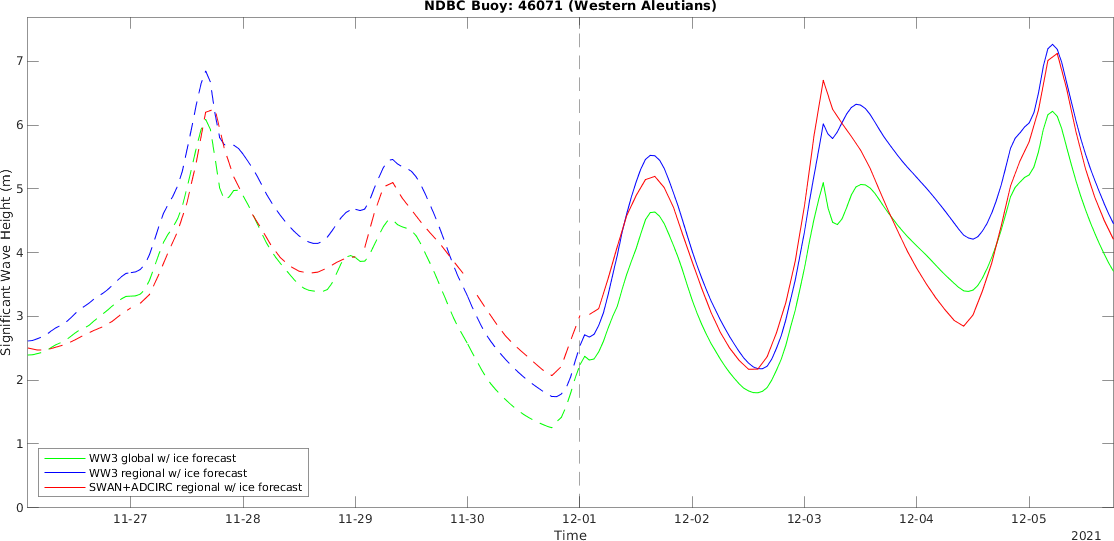 NDBC Buoy: 46071 (Western Aleutians)
Significant Wave Height (m)
7
6
5
4
3
2
1
0
WW3 global w/ ice forecast
WW3 regional w/ ice forecast
SWAN+ADCIRC regional w/ ice forecast
11-27 11-28 11-29 11-30 12-01 12-02 12-03 12-04 12-05
Time
2021